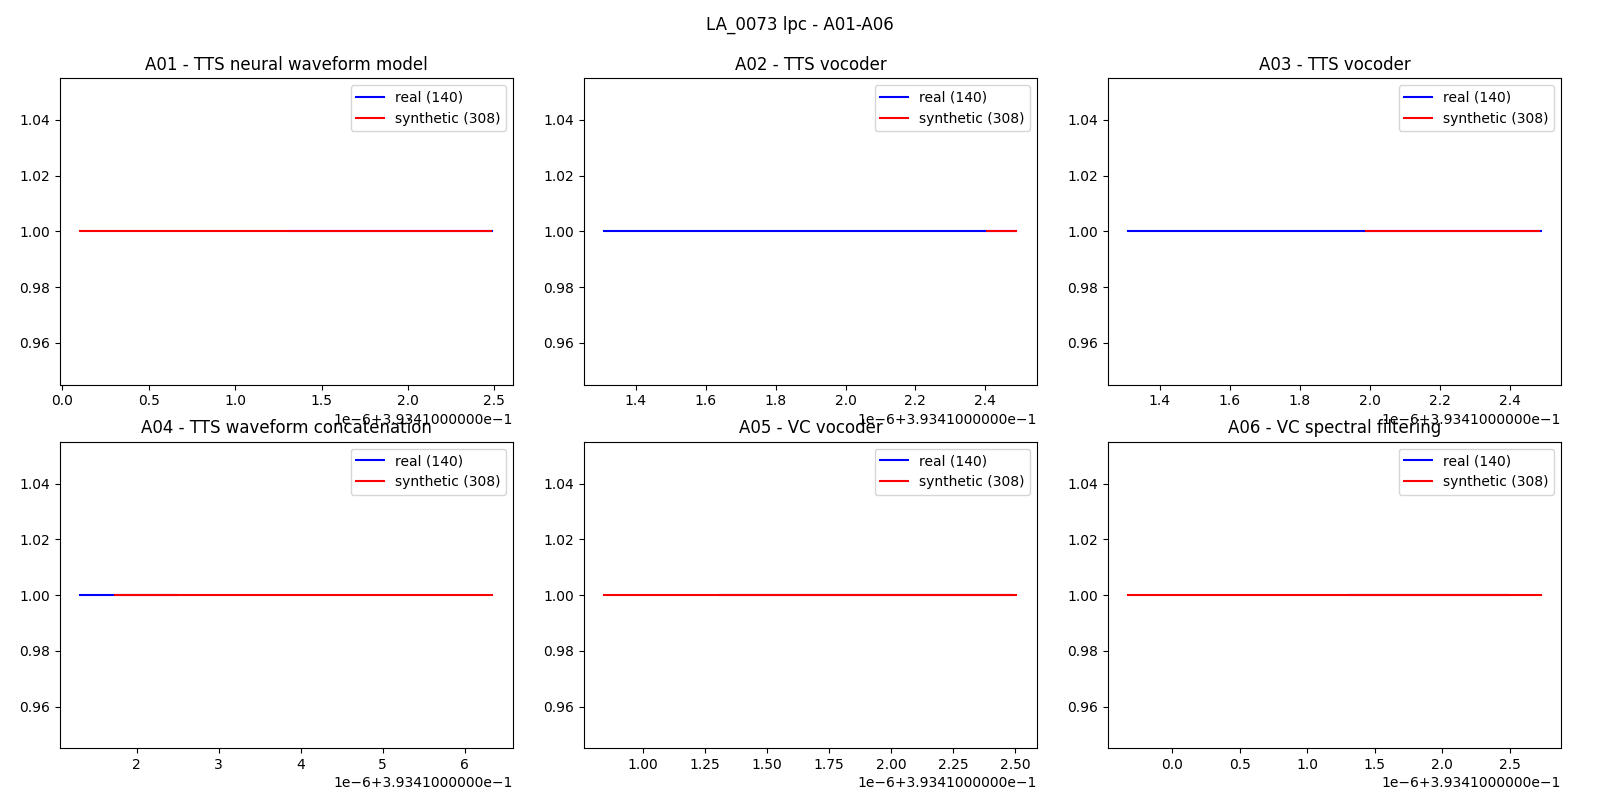 LA_0073 lpc - A01-A06
A01 - TTS neural waveform model
real (140)
synthetic (308)
1.04
1.02
1.00
0.98
0.96
0.0 0.5 1.0 1.5 2.0 2.5
1e−6+3.9341000000e−1
A02 - TTS vocoder
real (140)
synthetic (308)
1.04
1.02
1.00
0.98
0.96
1.4 1.6 1.8 2.0 2.2 2.4
1e−6+3.9341000000e−1
A03 - TTS vocoder
real (140)
synthetic (308)
1.04
1.02
1.00
0.98
0.96
1.4 1.6 1.8 2.0 2.2 2.4
1e−6+3.9341000000e−1
A04 - TTS waveform concatenation
real (140)
synthetic (308)
1.04
1.02
1.00
0.98
0.96
2 3 4 5 6
1e−6+3.9341000000e−1
A05 - VC vocoder
real (140)
synthetic (308)
1.04
1.02
1.00
0.98
0.96
1.00 1.25 1.50 1.75 2.00 2.25 2.50
1e−6+3.9341000000e−1
A06 - VC spectral filtering
real (140)
synthetic (308)
1.04
1.02
1.00
0.98
0.96
0.0 0.5 1.0 1.5 2.0 2.5
1e−6+3.9341000000e−1